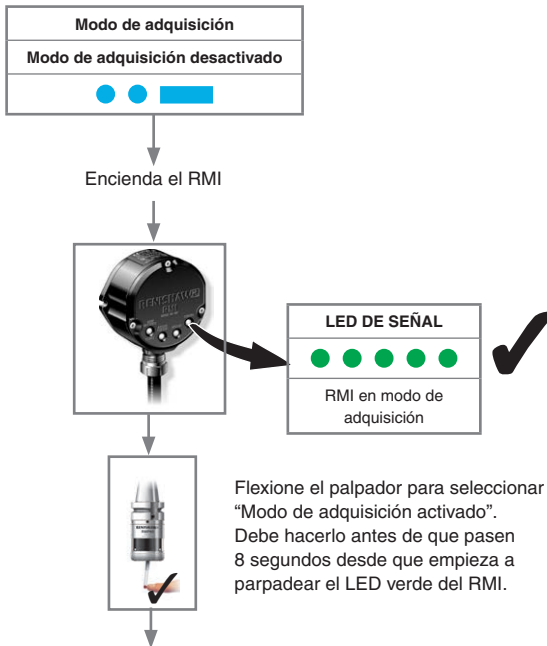 Modo de adquisición
Modo de adquisición desactivado
Encienda el RMI
RENISHAW
RMI
LED DE SEÑAL
RMI en modo de
adquisición
Flexione el palpador para seleccionar
“Modo de adquisición activado”.
Debe hacerlo antes de que pasen
8 segundos desde que empieza a
parpadear el LED verde del RMI.